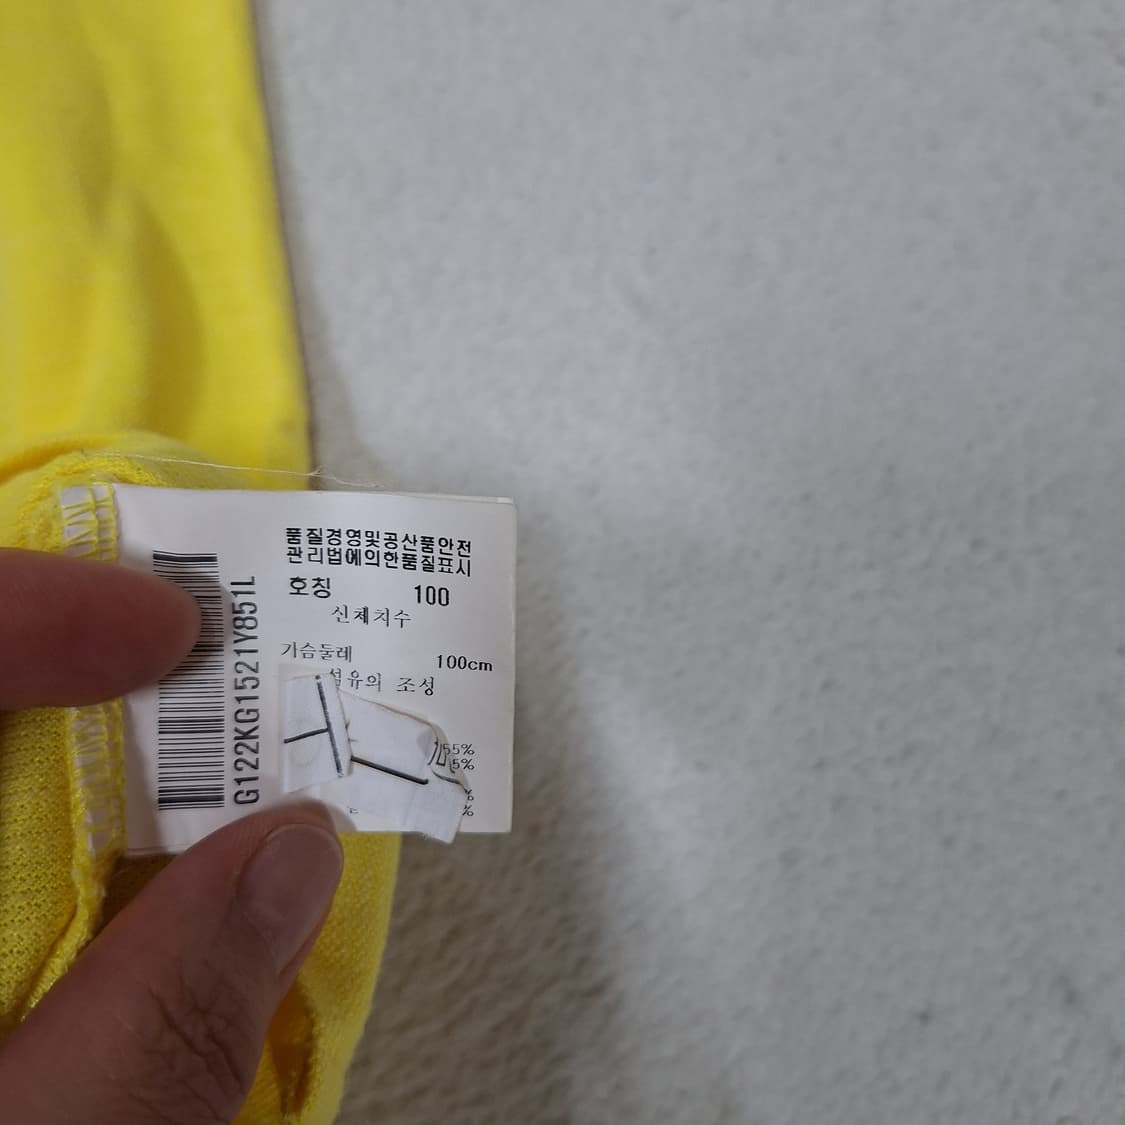 품질경영및공산품안전
관리법에의한품질표시
호칭 100
신체치수
가슴둘레 100cm
섬유의 조성
55%
5%
%
%
G122KG1521Y851L